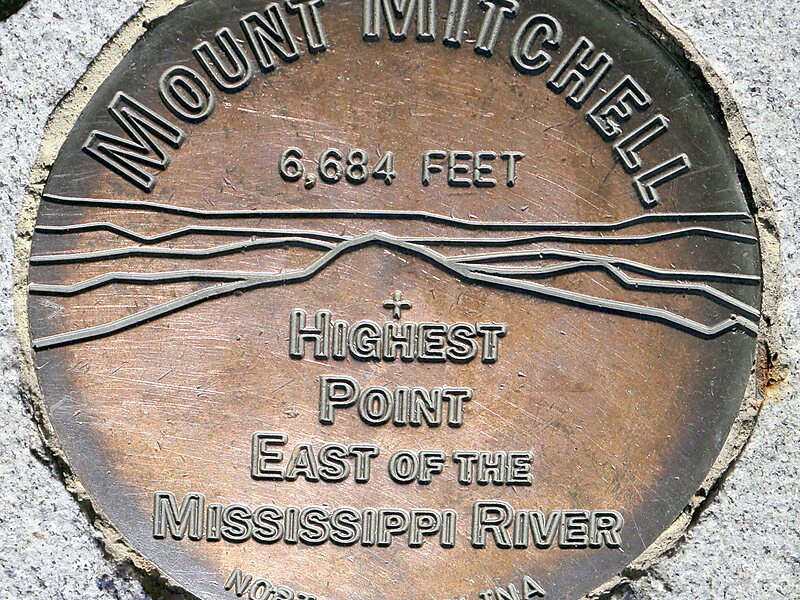 MOUNT MITCHELL
6,684 FEET
HIGHEST
POINT
EAST OF THE
MISSISSIPPI RIVER